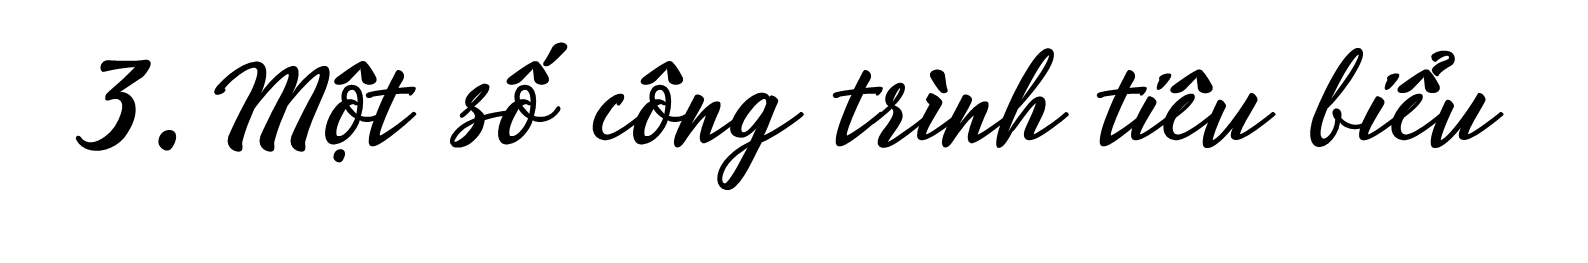 3. Một số công trình tiêu biểu